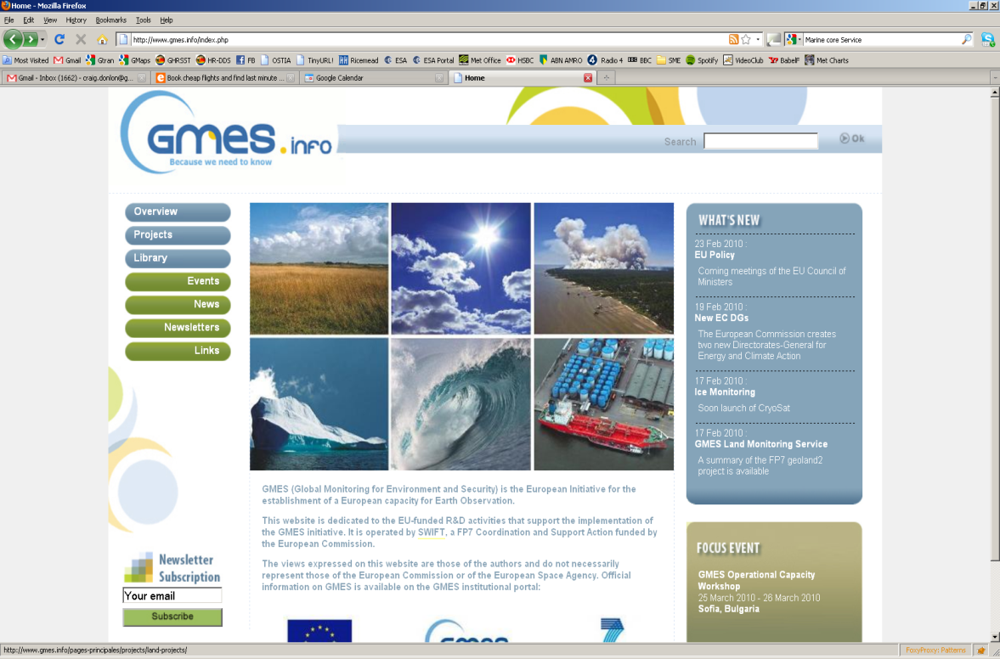 Home - Mozilla Firefox
File Edit View History Bookmarks Tools Help
http://www.gmes.info/index.php
Marine core Service
Most Visited Gmail Gtran GMaps GHRSST HR-DDS FB OSTIA TinyURL! Ricemead ESA ESA Portal Met Office HSBC ABN AMRO Radio 4 BBC SME Spotify VideoClub BabelF Met Charts
Gmail - Inbox (1662) - craig.donlon@g...
Book cheap flights and find last minute ...
Google Calendar
Home
GMES.info
Because we need to know
Search
Ok
Overview
Projects
Library
Events
News
Newsletters
Links
Newsletter
Subscription
Your email
Subscribe
GMES (Global Monitoring for Environment and Security) is the European Initiative for the
establishment of a European capacity for Earth Observation.
This website is dedicated to the EU-funded R&D activities that support the implementation of
the GMES initiative. It is operated by SWIFT, a FP7 Coordination and Support Action funded by
the European Commission.
The views expressed on this website are those of the authors and do not necessarily
represent those of the European Commission or of the European Space Agency. Official
information on GMES is available on the GMES institutional portal:
GMES
WHAT'S NEW
23 Feb 2010 :
EU Policy
Coming meetings of the EU Council of
Ministers
19 Feb 2010 :
New EC DGs
The European Commission creates
two new Directorates-General for
Energy and Climate Action
17 Feb 2010 :
Ice Monitoring
Soon launch of CryoSat
17 Feb 2010 :
GMES Land Monitoring Service
A summary of the FP7 geoland2
project is available
FOCUS EVENT
GMES Operational Capacity
Workshop
25 March 2010 - 26 March 2010
Sofia, Bulgaria
http://www.gmes.info/pages-principales/projects/land-projects/
FoxyProxy: Patterns